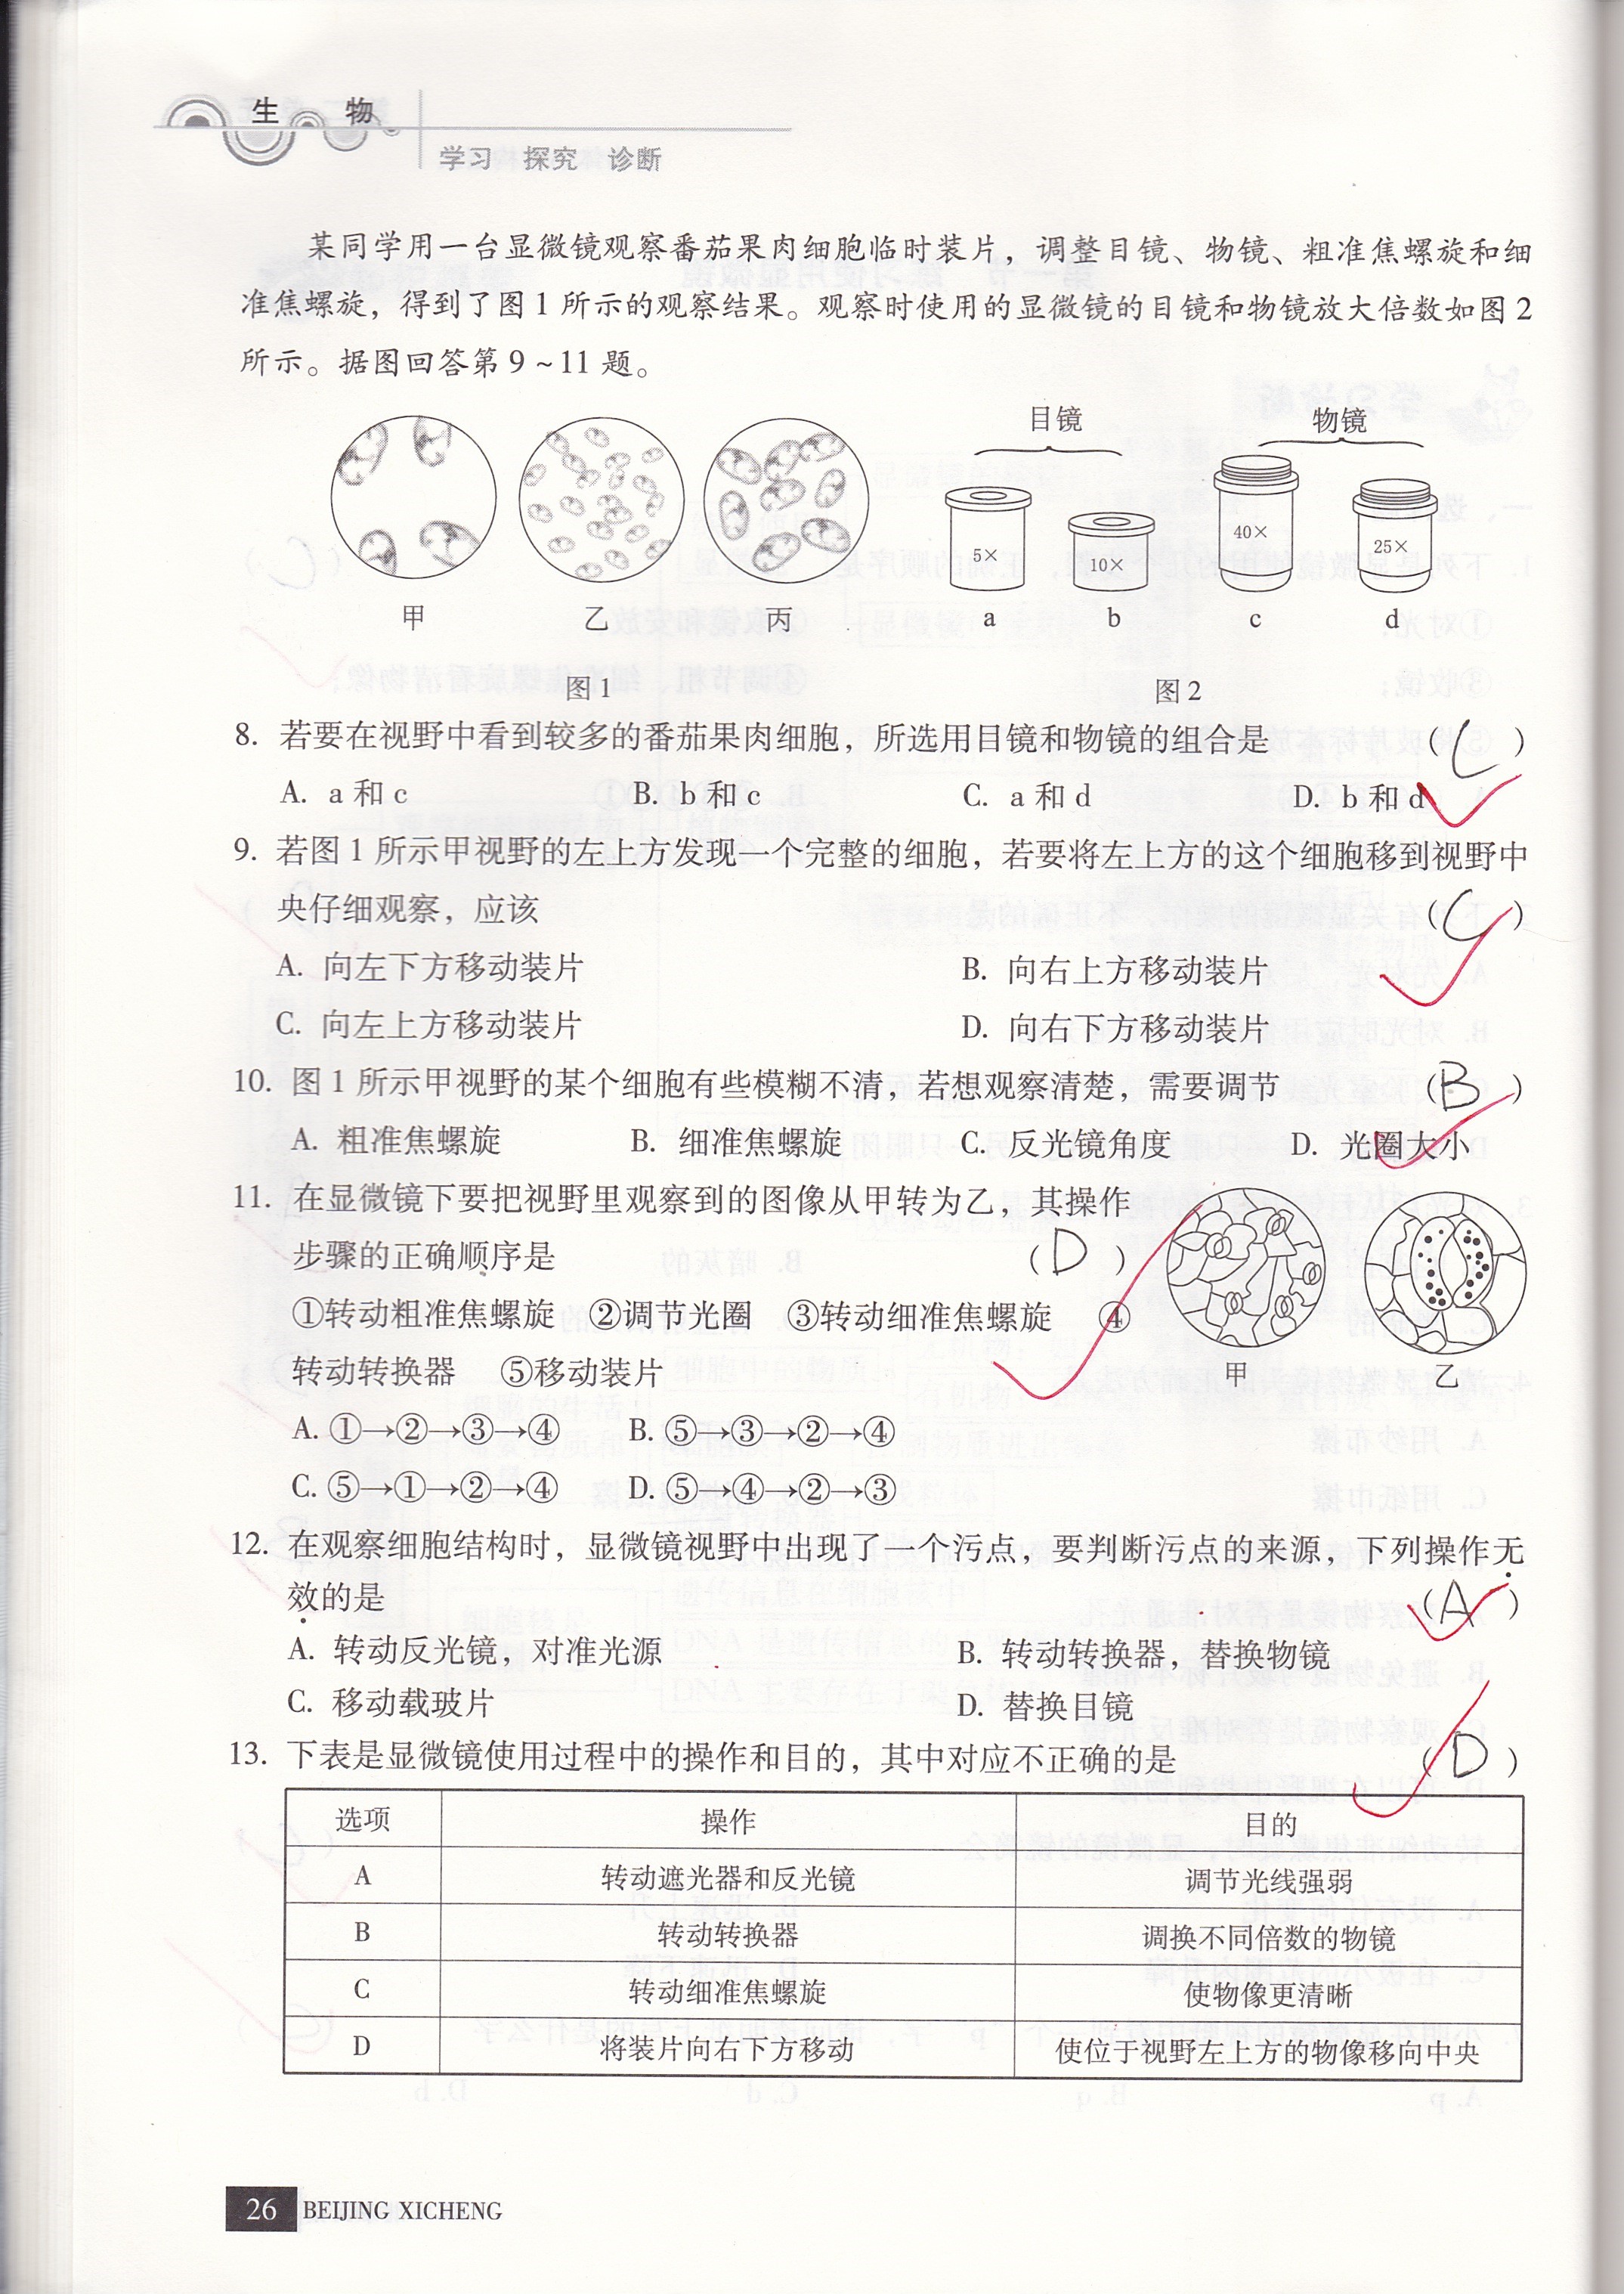 生 物
学习 探究 诊断
某同学用一台显微镜观察番茄果肉细胞临时装片，调整目镜、物镜、粗准焦螺旋和细
准焦螺旋，得到了图1所示的观察结果。观察时使用的显微镜的目镜和物镜放大倍数如图2
所示。据图回答第9~11题。
目镜 物镜
5× 10× 40× 25×
甲 乙 丙 a b c d
图1 图2
8. 若要在视野中看到较多的番茄果肉细胞，所选用目镜和物镜的组合是 (C)
A. a和c B. b和c C. a和d D. b和d
9. 若图1所示甲视野的左上方发现一个完整的细胞，若要将左上方的这个细胞移到视野中
央仔细观察，应该 (C)
A. 向左下方移动装片 B. 向右上方移动装片
C. 向左上方移动装片 D. 向右下方移动装片
10. 图1所示甲视野的某个细胞有些模糊不清，若想观察清楚，需要调节 (B)
A. 粗准焦螺旋 B. 细准焦螺旋 C. 反光镜角度 D. 光圈大小
11. 在显微镜下要把视野里观察到的图像从甲转为乙，其操作
步骤的正确顺序是 (D)
①转动粗准焦螺旋 ②调节光圈 ③转动细准焦螺旋 ④
转动转换器 ⑤移动装片
甲 乙
A. ①→②→③→④ B. ⑤→③→②→④
C. ⑤→①→②→④ D. ⑤→④→②→③
12. 在观察细胞结构时，显微镜视野中出现了一个污点，要判断污点的来源，下列操作无
效的是 (A)
A. 转动反光镜，对准光源 B. 转动转换器，替换物镜
C. 移动载玻片 D. 替换目镜
13. 下表是显微镜使用过程中的操作和目的，其中对应不正确的是 (D)
选项 操作 目的
A 转动遮光器和反光镜 调节光线强弱
B 转动转换器 调换不同倍数的物镜
C 转动细准焦螺旋 使物像更清晰
D 将装片向右下方移动 使位于视野左上方的物像移向中央
26 BEIJING XICHENG